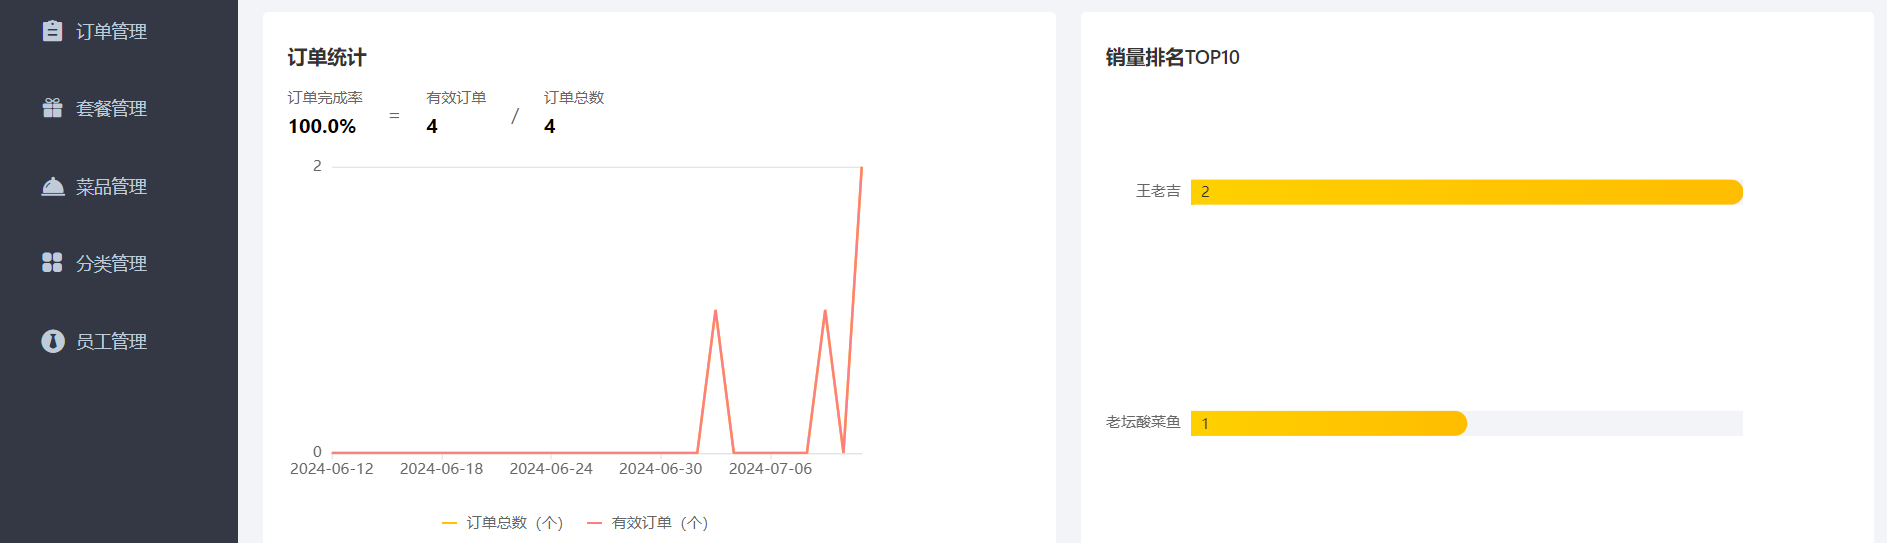 订单管理
套餐管理
菜品管理
分类管理
员工管理
订单统计
订单完成率
100.0%
=
有效订单
4
/
订单总数
4
2
0
2024-06-12 2024-06-18 2024-06-24 2024-06-30 2024-07-06
订单总数（个） 有效订单（个）
销量排名TOP10
王老吉 2
老坛酸菜鱼 1